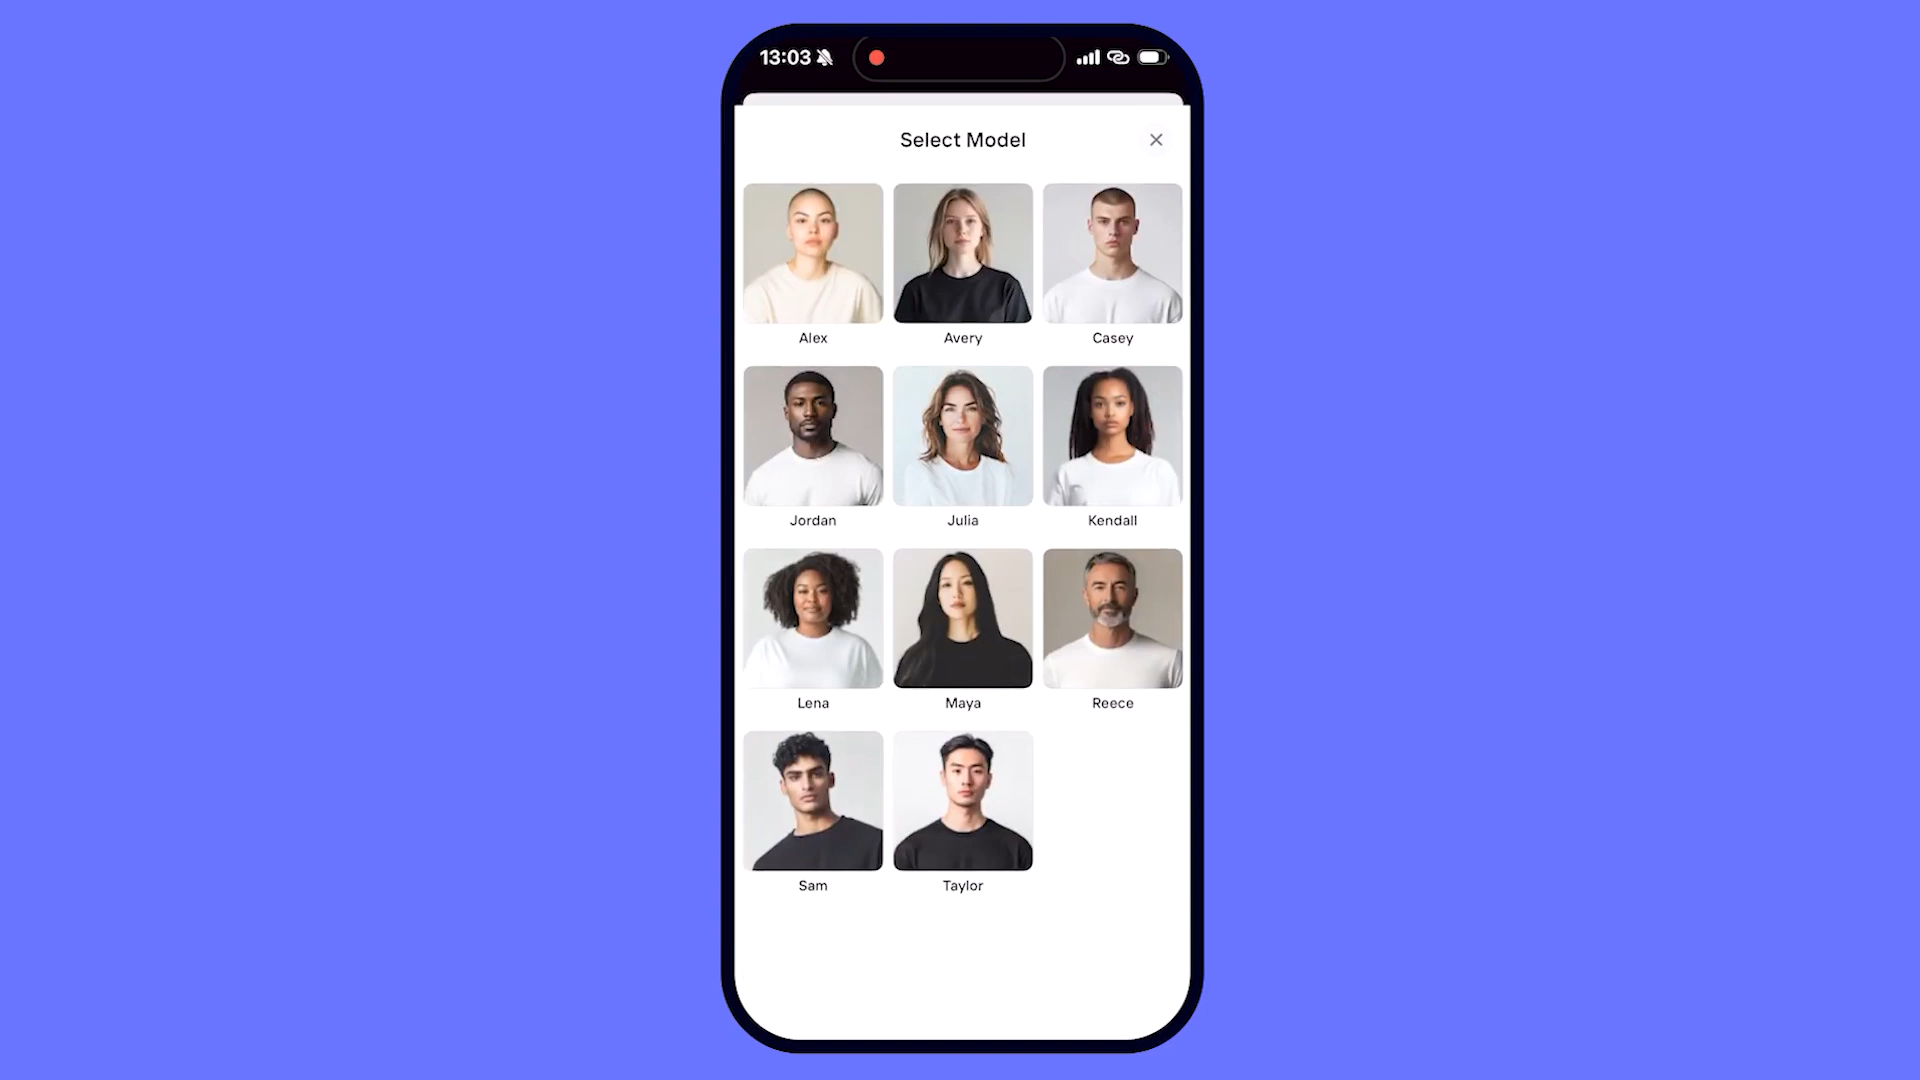 13:03
Select Model
Alex
Avery
Casey
Jordan
Julia
Kendall
Lena
Maya
Reece
Sam
Taylor